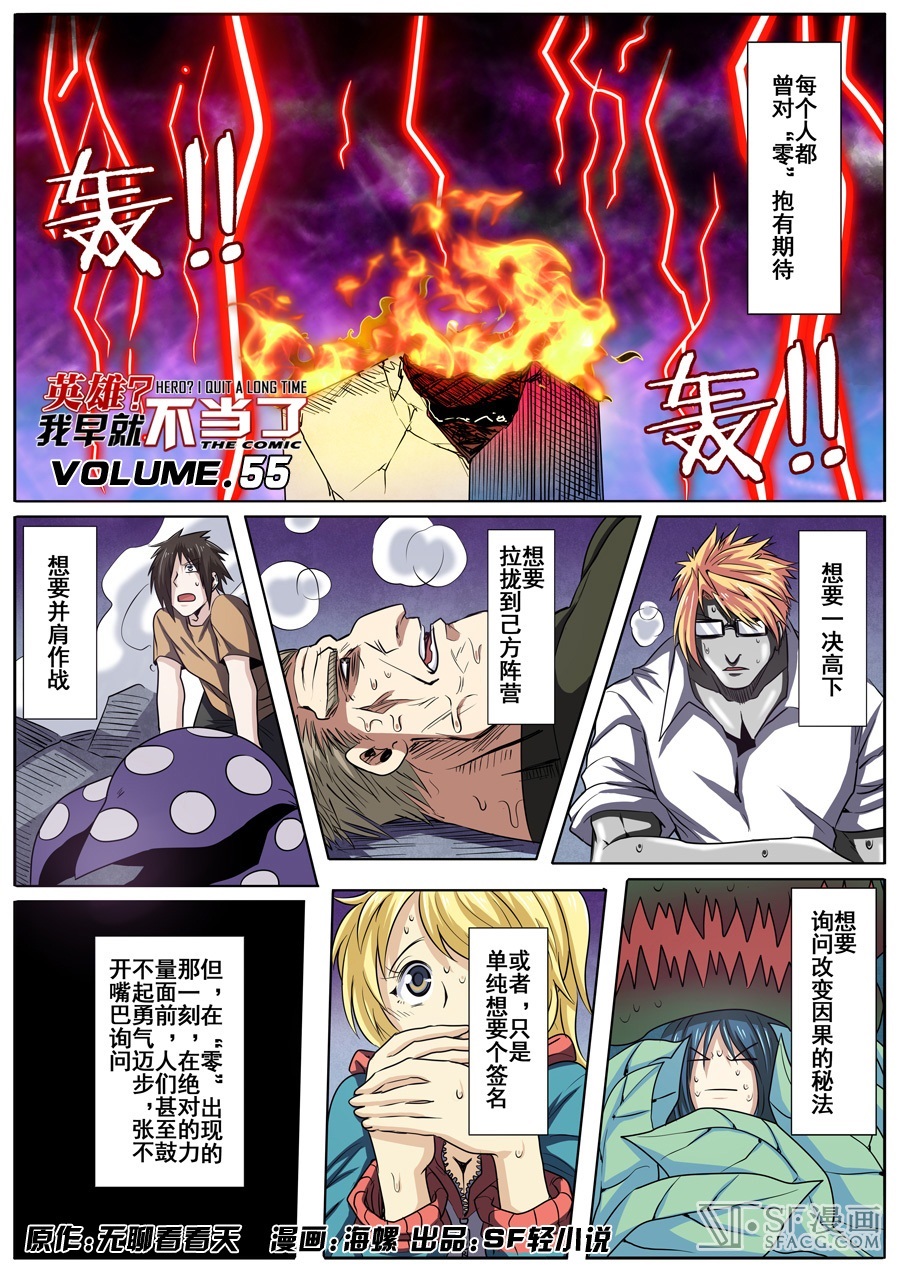 每个人都
曾对“零”抱有期待
轰!!
轰!!
英雄?
HERO? I QUIT A LONG TIME
我早就不当了
THE COMIC
VOLUME.55
想要一决高下
想要
拉拢到己方阵营
想要并肩作战
想要
询问改变因果的秘法
或者，只是
单纯想要个签名
但，在“零”出现的
那一刻，在绝对的力
量面前，人们甚至鼓
不起勇气迈步，张不
开嘴巴询问
原作:无聊看看天 漫画:海螺 出品:SF轻小说
SF漫画
SFACG.COM